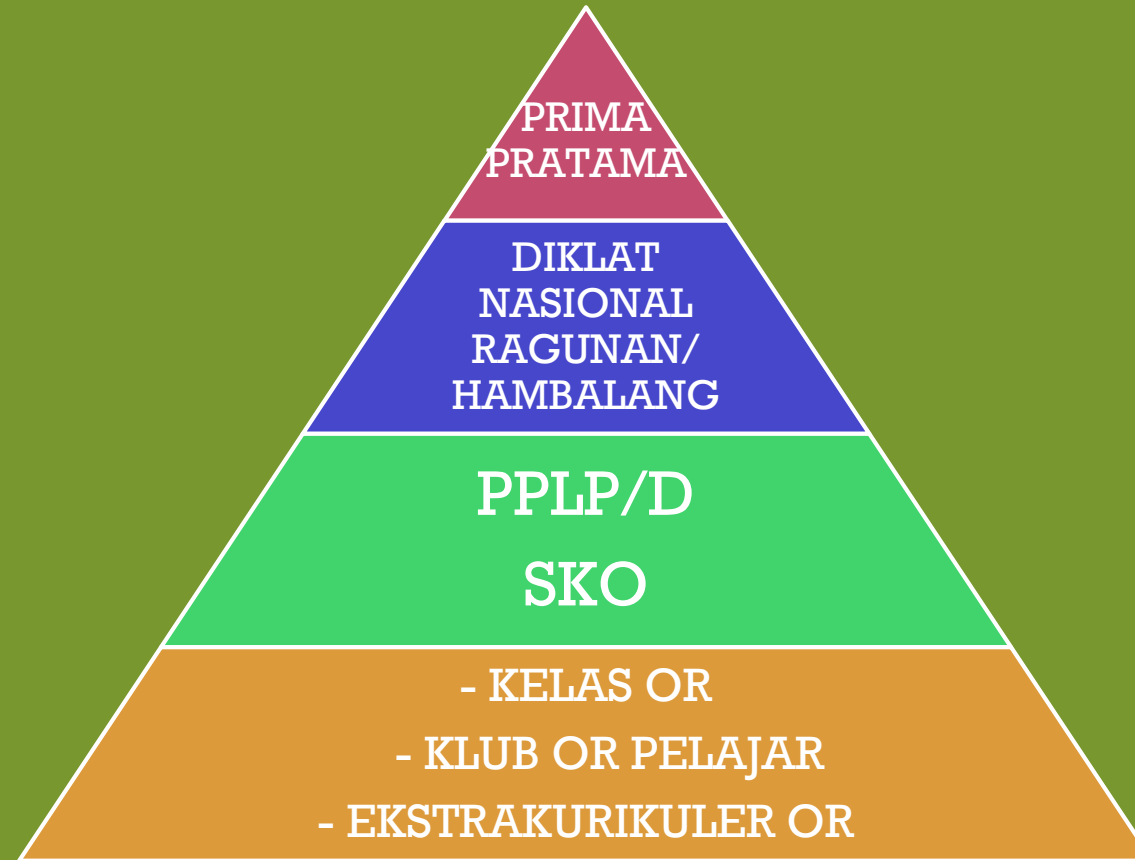 PRIMA
PRATAMA
DIKLAT
NASIONAL
RAGUNAN/
HAMBALANG
PPLP/D
SKO
- KELAS OR
- KLUB OR PELAJAR
- EKSTRAKURIKULER OR